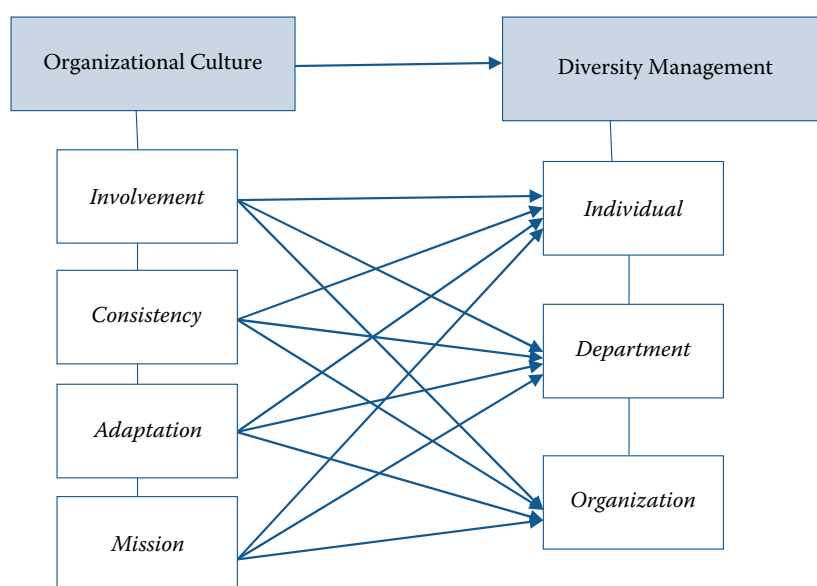 Organizational Culture
Diversity Management
Involvement
Individual
Consistency
Department
Adaptation
Organization
Mission